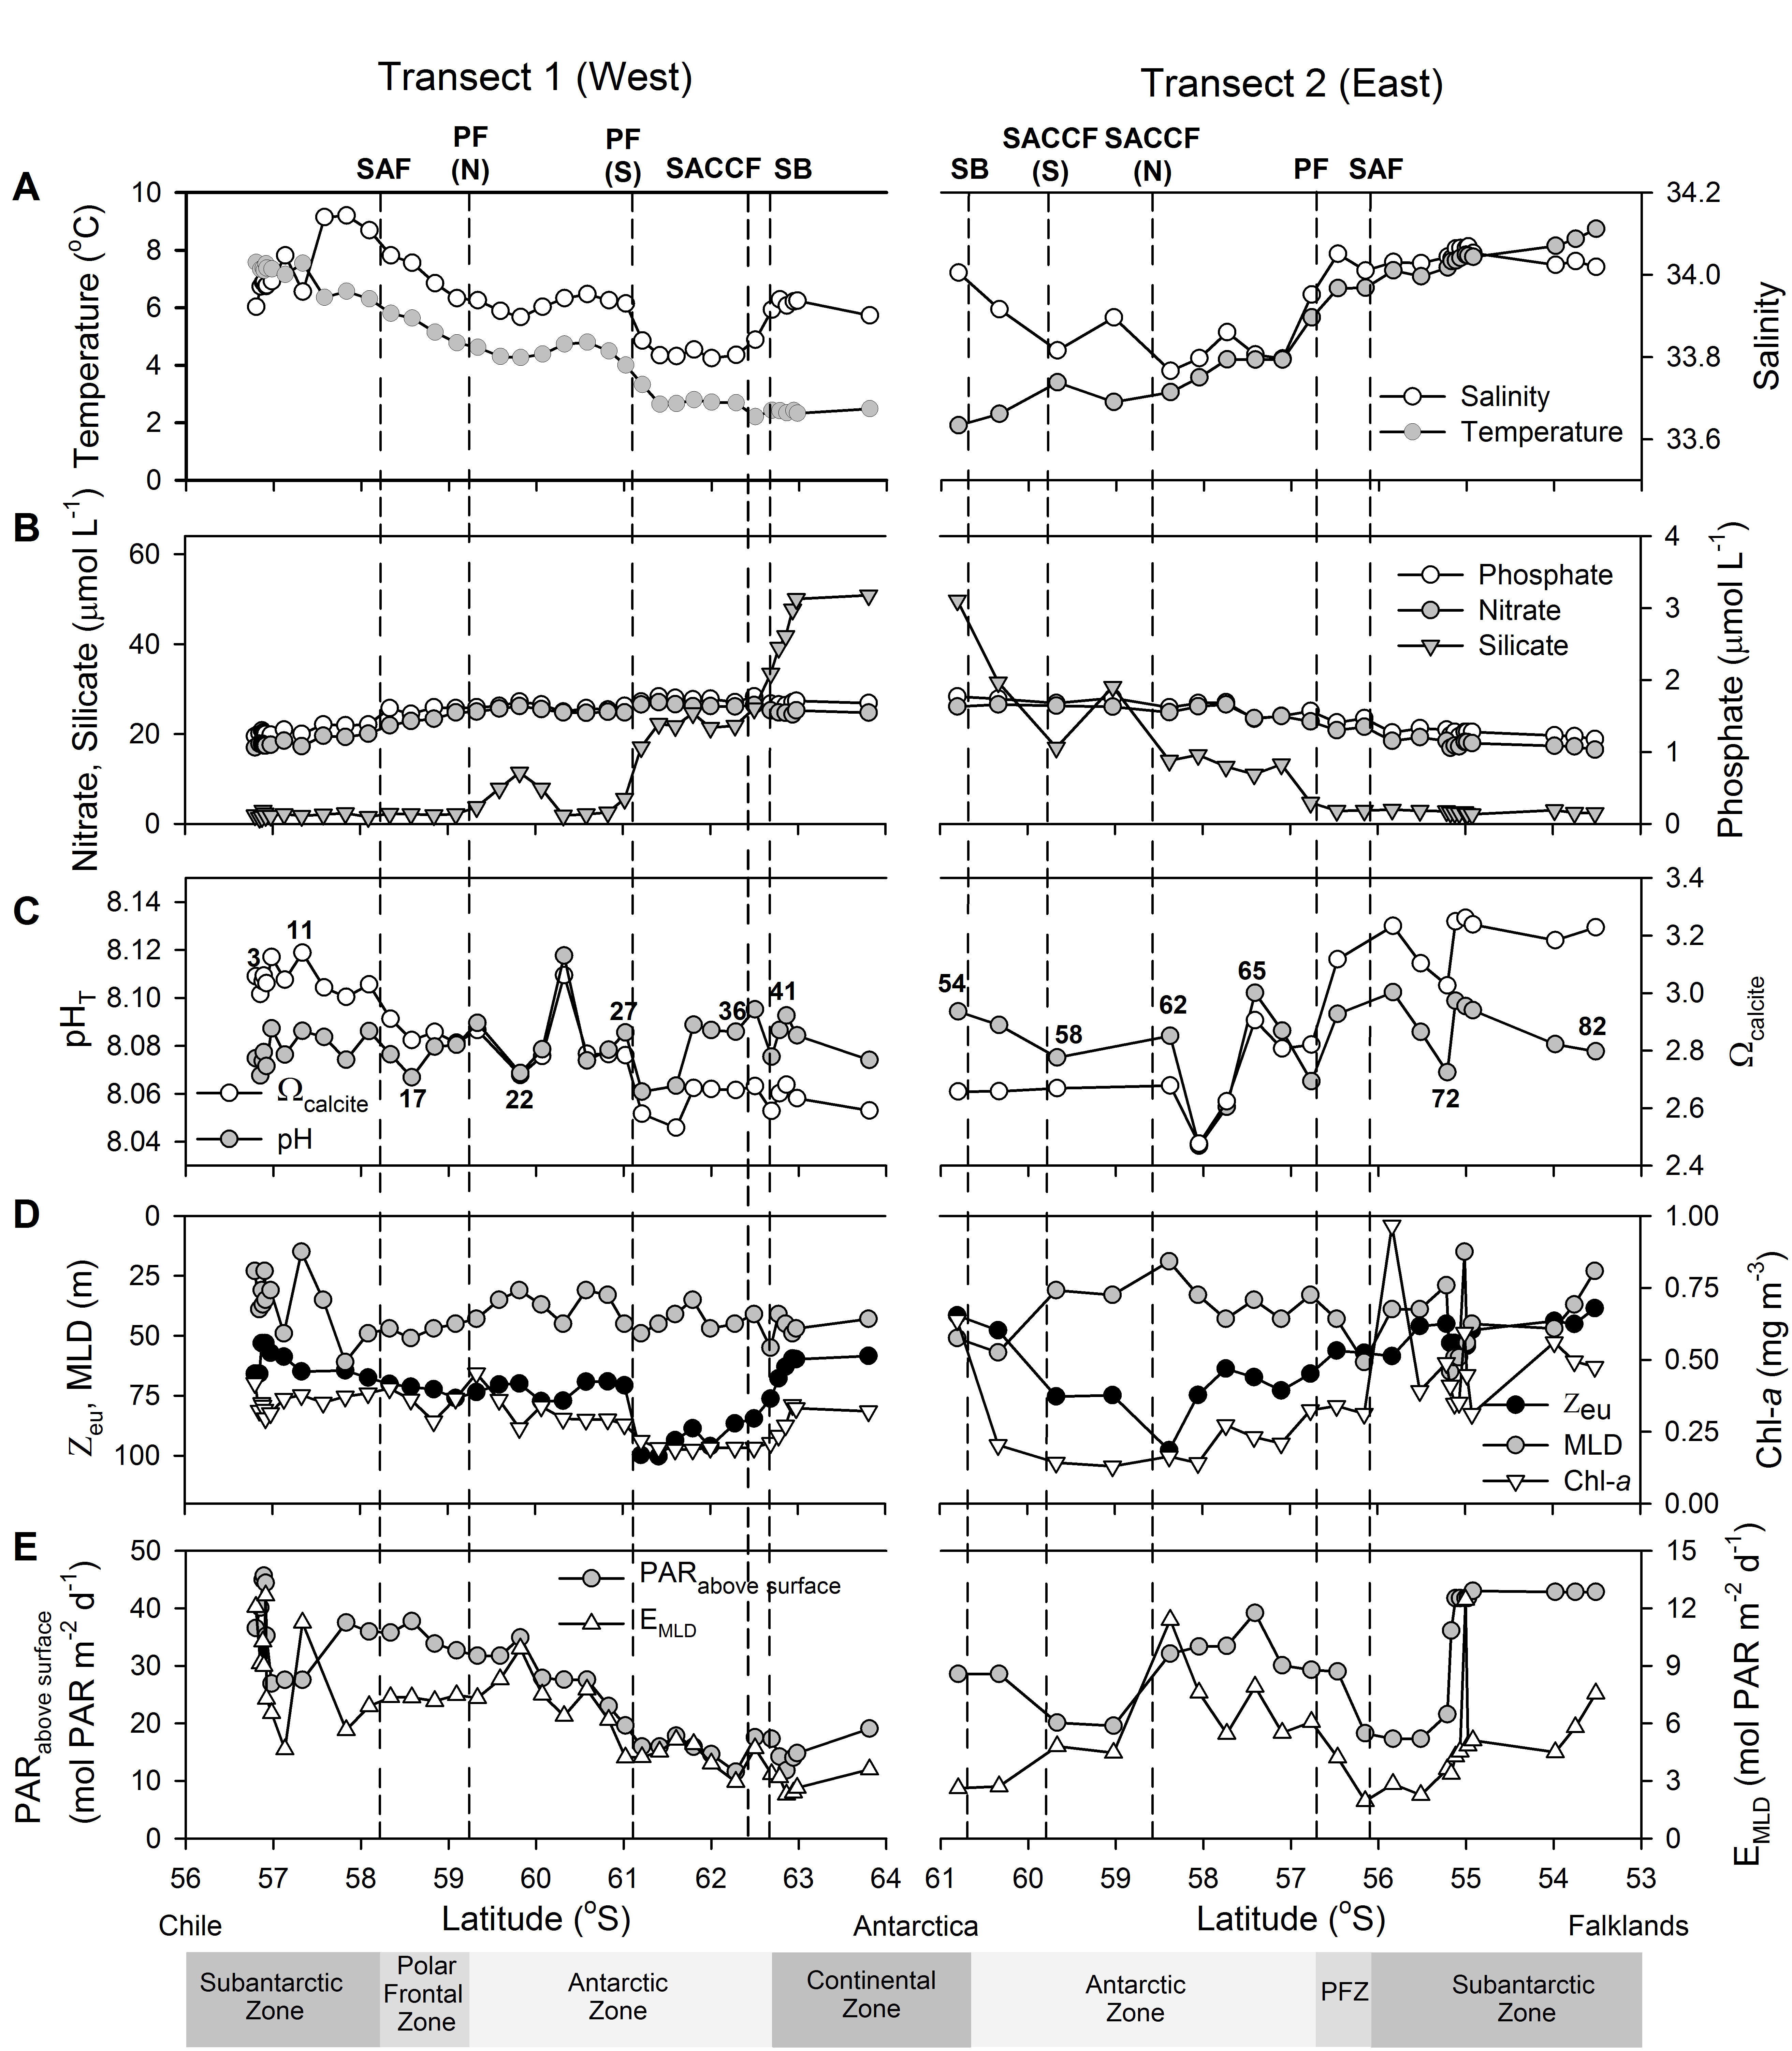 Transect 1 (West)
Transect 2 (East)
SAF
PF
(N)
PF
(S)
SACCF
SB
SB
SACCF
(S)
SACCF
(N)
PF
SAF
A
Temperature (°C)
10
8
6
4
2
0
34.2
34.0
33.8
33.6
Salinity
Salinity
Temperature
B
Nitrate, Silicate (μmol L-1)
60
40
20
0
4
3
2
1
0
Phosphate (μmol L-1)
Phosphate
Nitrate
Silicate
C
pHT
8.14
8.12
8.10
8.08
8.06
8.04
3
11
17
22
27
36
41
Ωcalcite
pH
54
58
62
65
72
82
3.4
3.2
3.0
2.8
2.6
2.4
Ωcalcite
D
Zeu, MLD (m)
0
25
50
75
100
1.00
0.75
0.50
0.25
0.00
Chl-a (mg m-3)
Zeu
MLD
Chl-a
E
PARabove surface
(mol PAR m-2 d-1)
50
40
30
20
10
0
PARabove surface
EMLD
15
12
9
6
3
0
EMLD (mol PAR m-2 d-1)
56 57 58 59 60 61 62 63 64
61 60 59 58 57 56 55 54 53
Chile
Latitude (°S)
Antarctica
Latitude (°S)
Falklands
Subantarctic
Zone
Polar
Frontal
Zone
Antarctic
Zone
Continental
Zone
Antarctic
Zone
PFZ
Subantarctic
Zone